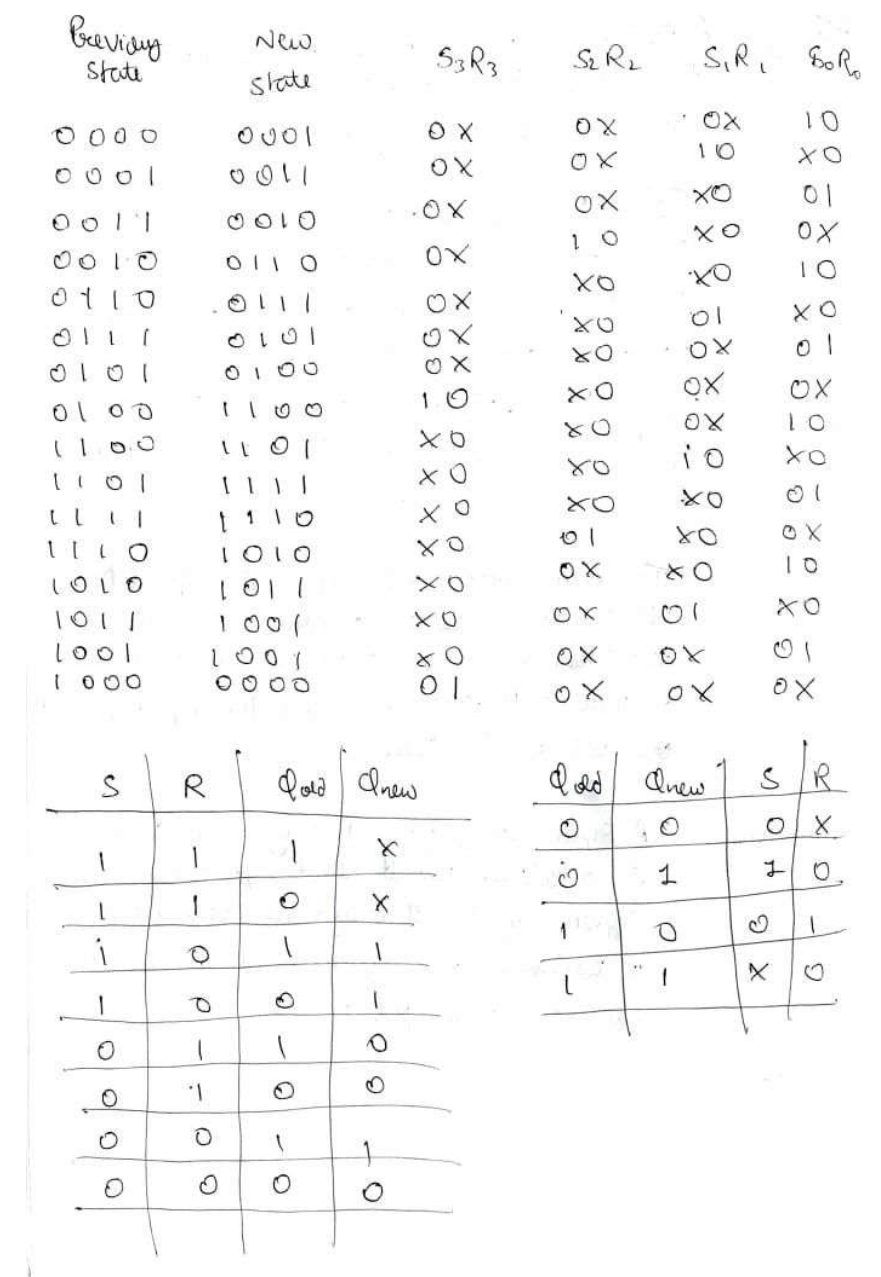 Previous State New State S3R3 S2R2 S1R1 S0R0
0000 0001 0X 0X 0X 10
0001 0011 0X 0X 10 X0
0011 0010 0X 0X X0 01
0010 0110 0X 10 X0 0X
0110 0111 0X X0 X0 10
0111 0101 0X X0 01 X0
0101 0100 0X X0 0X 01
0100 1100 10 X0 0X 0X
1100 1101 X0 X0 0X 10
1101 1111 X0 X0 10 X0
1111 1110 X0 X0 X0 01
1110 1010 X0 01 X0 0X
1010 1011 X0 0X X0 10
1011 1001 X0 0X 01 X0
1001 1001 X0 0X 0X 01
1000 0000 01 0X 0X 0X
S R Qold Qnew
1 1 1 X
1 1 0 X
1 0 1 1
1 0 0 1
0 1 1 0
0 1 0 0
0 0 1 1
0 0 0 0
Qold Qnew S R
0 0 0 X
0 1 1 0
1 0 0 1
1 1 X 0